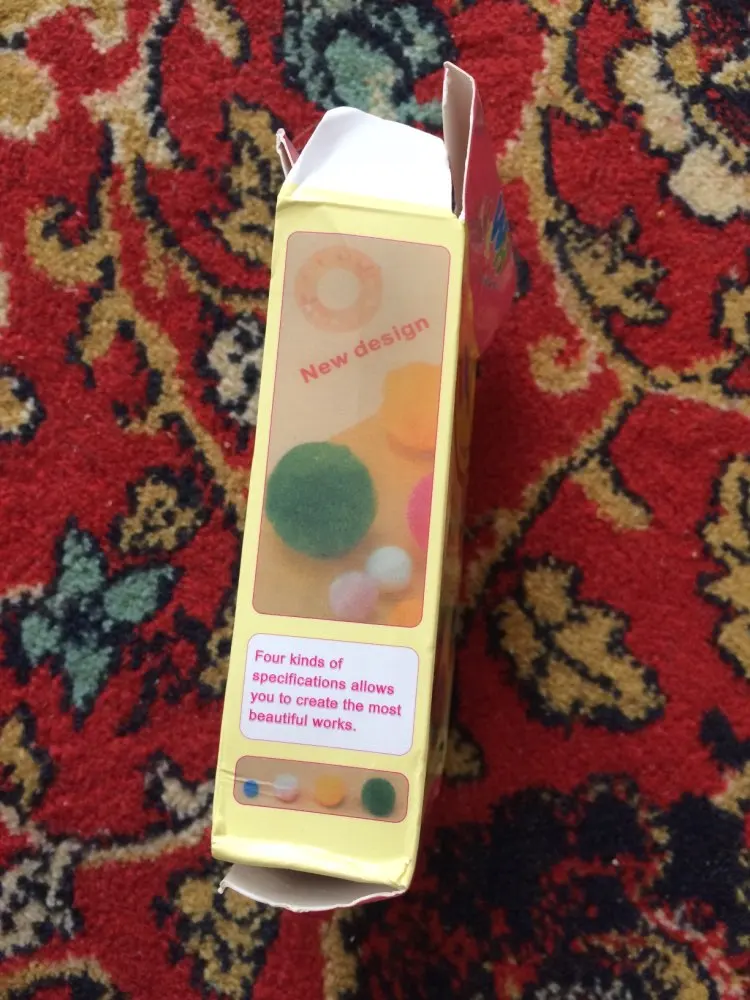 New design
Four kinds of
specifications allows
you to create the most
beautiful works.